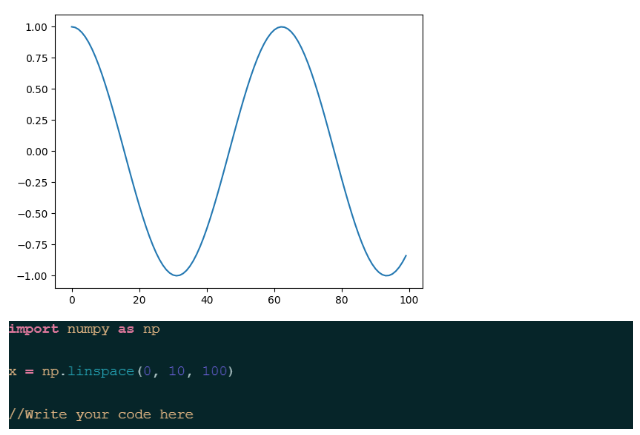 1.00
0.75
0.50
0.25
0.00
−0.25
−0.50
−0.75
−1.00
0 20 40 60 80 100
import numpy as np
x = np.linspace(0, 10, 100)
//Write your code here